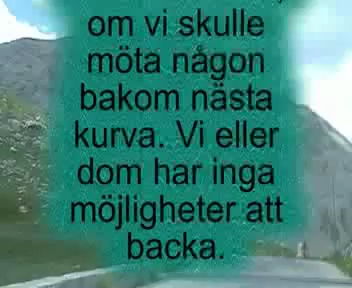 om vi skulle
möta någon
bakom nästa
kurva. Vi eller
dom har inga
möjligheter att
backa.